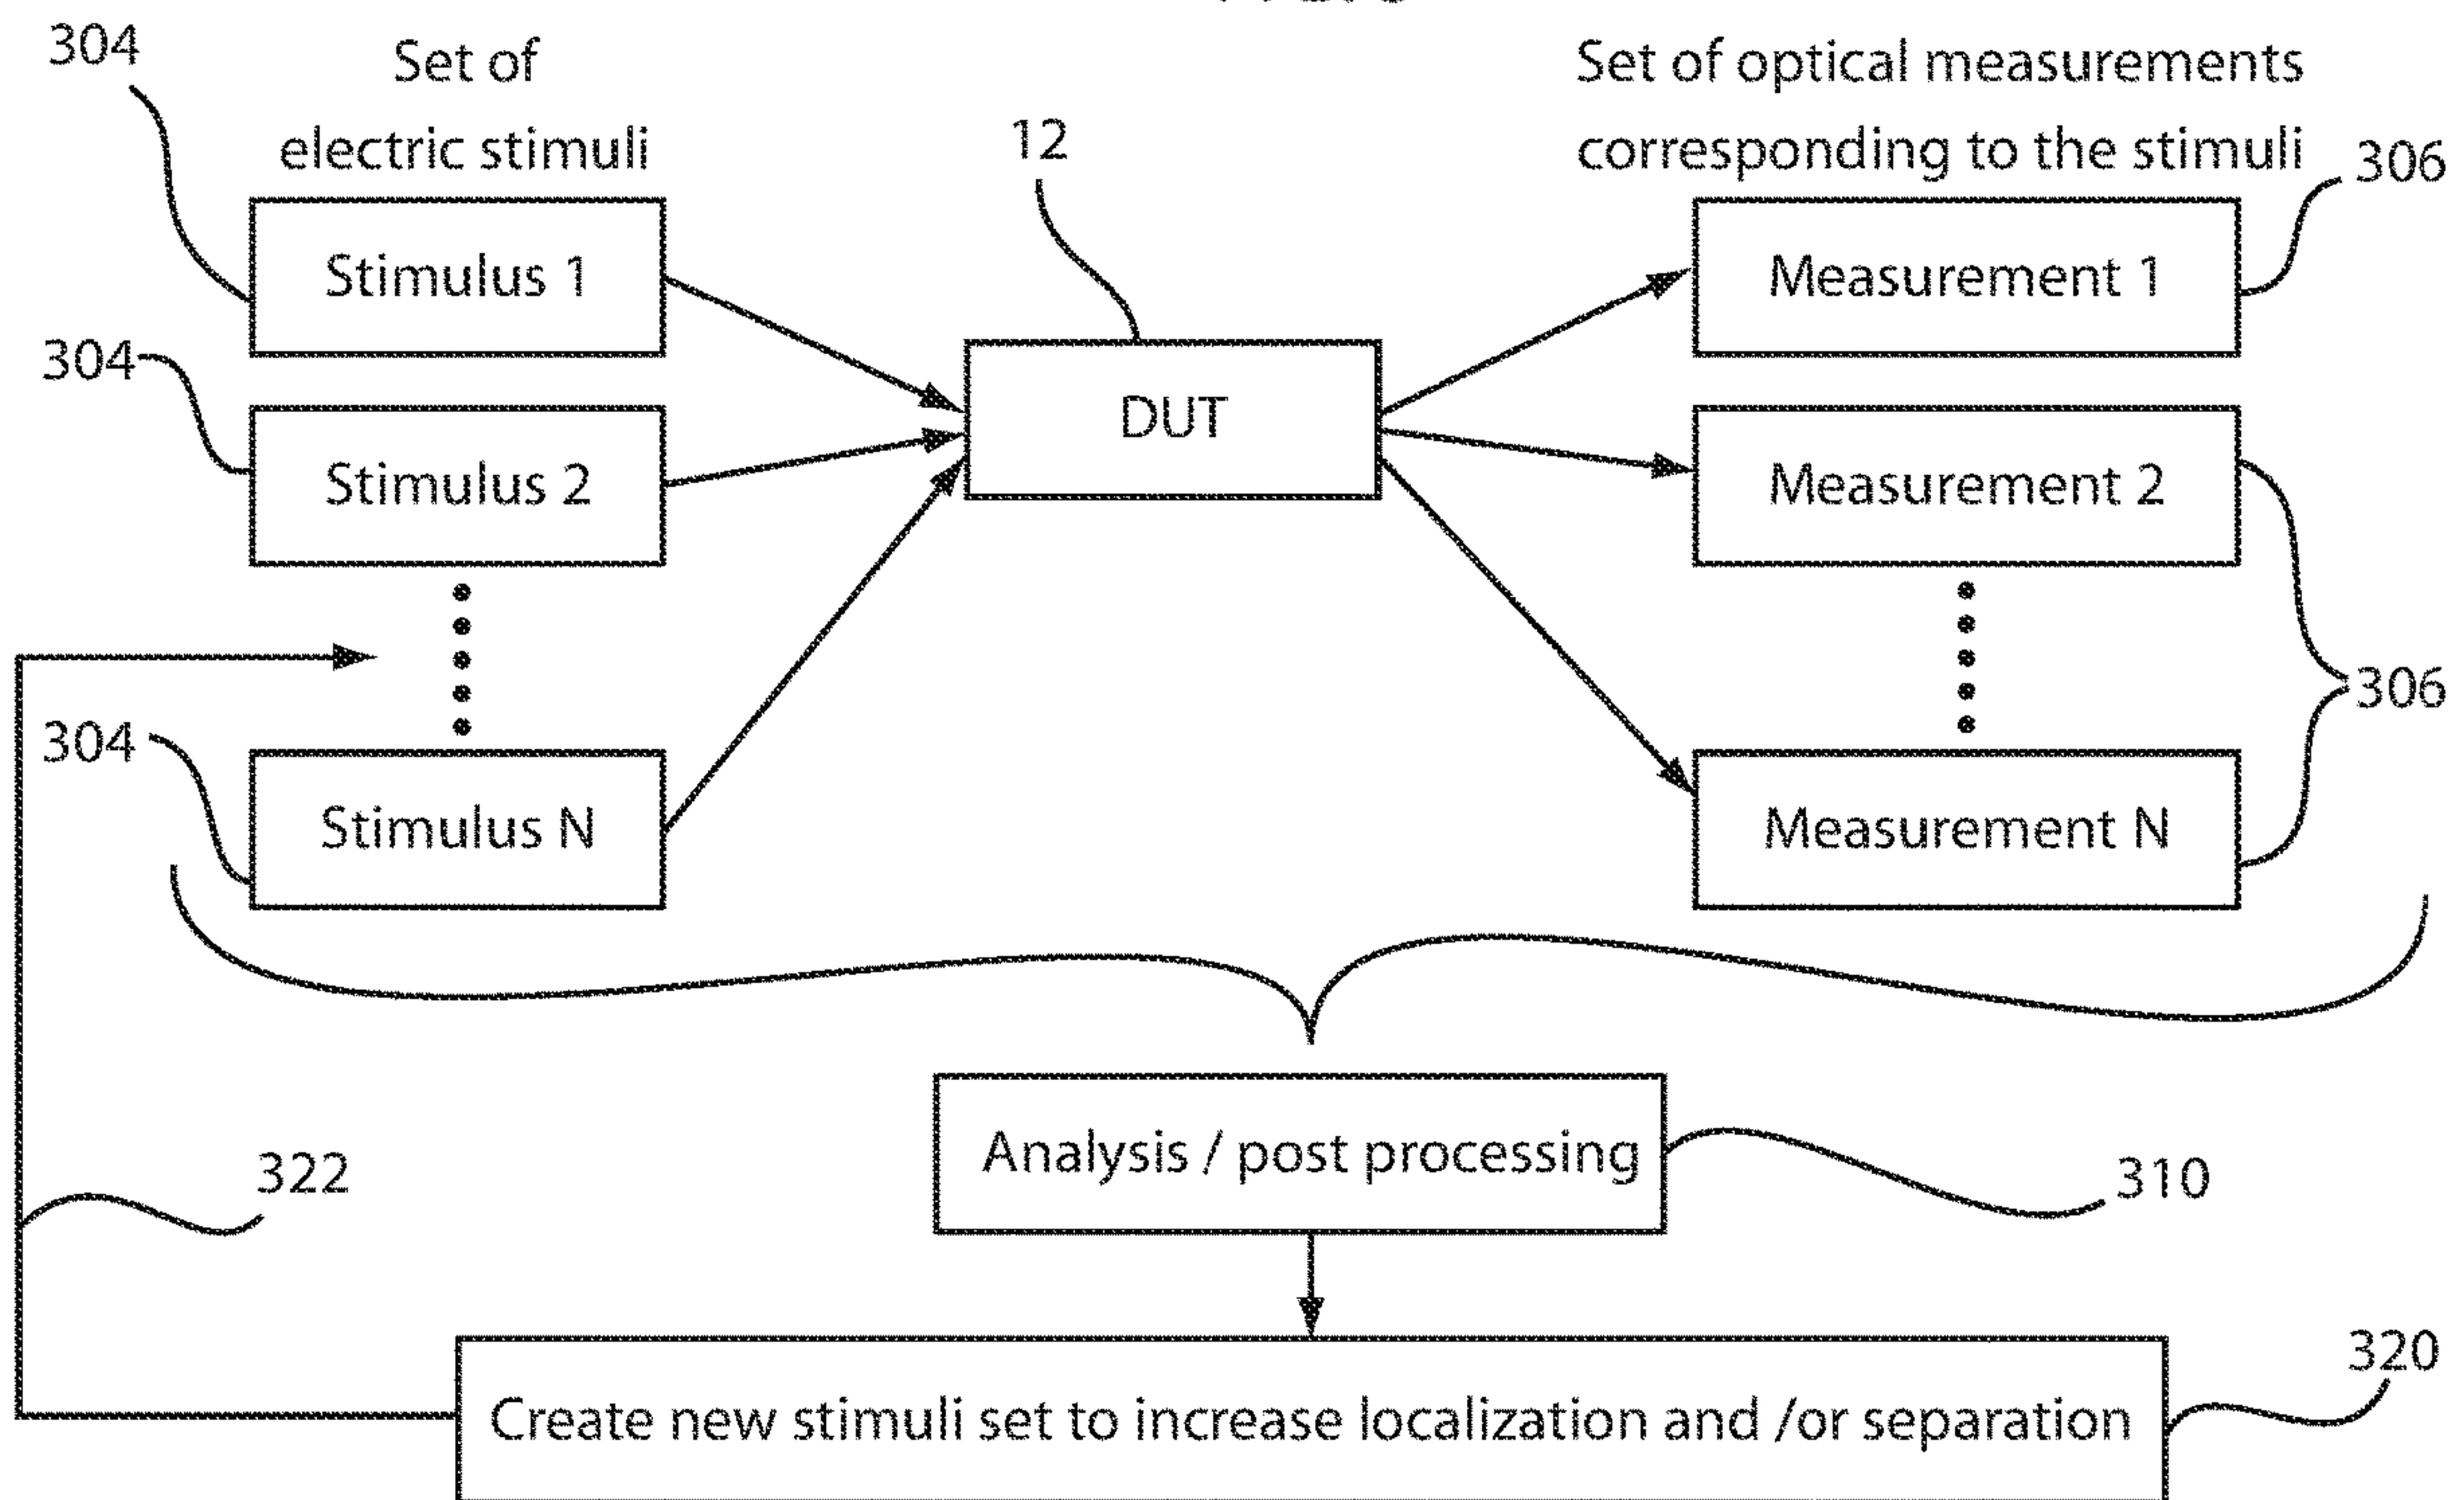 304
Set of
electric stimuli
12
Set of optical measurements
corresponding to the stimuli
306
Stimulus 1
Measurement 1
304
DUT
Stimulus 2
Measurement 2
306
304
Stimulus N
Measurement N
322
Analysis / post processing
310
320
Create new stimuli set to increase localization and /or separation